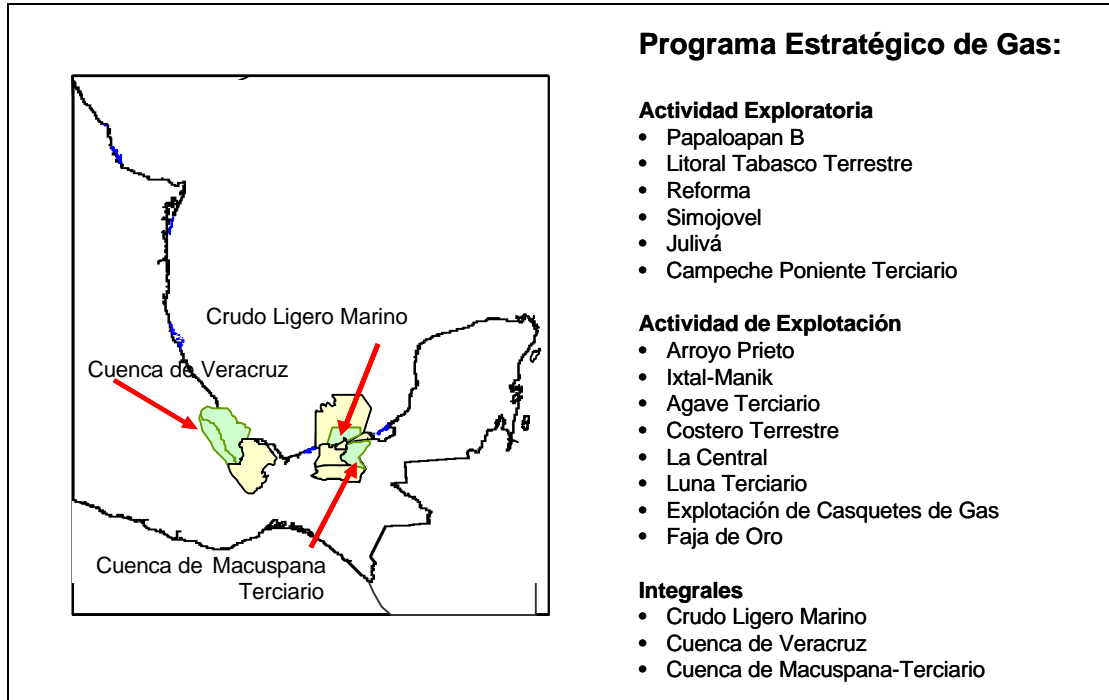 Programa Estratégico de Gas:
Actividad Exploratoria
• Papaloapan B
• Litoral Tabasco Terrestre
• Reforma
• Simojovel
• Julivá
• Campeche Poniente Terciario
Actividad de Explotación
• Arroyo Prieto
• Ixtal-Manik
• Agave Terciario
• Costero Terrestre
• La Central
• Luna Terciario
• Explotación de Casquetes de Gas
• Faja de Oro
Integrales
• Crudo Ligero Marino
• Cuenca de Veracruz
• Cuenca de Macuspana-Terciario
Crudo Ligero Marino
Cuenca de Veracruz
Cuenca de Macuspana
Terciario